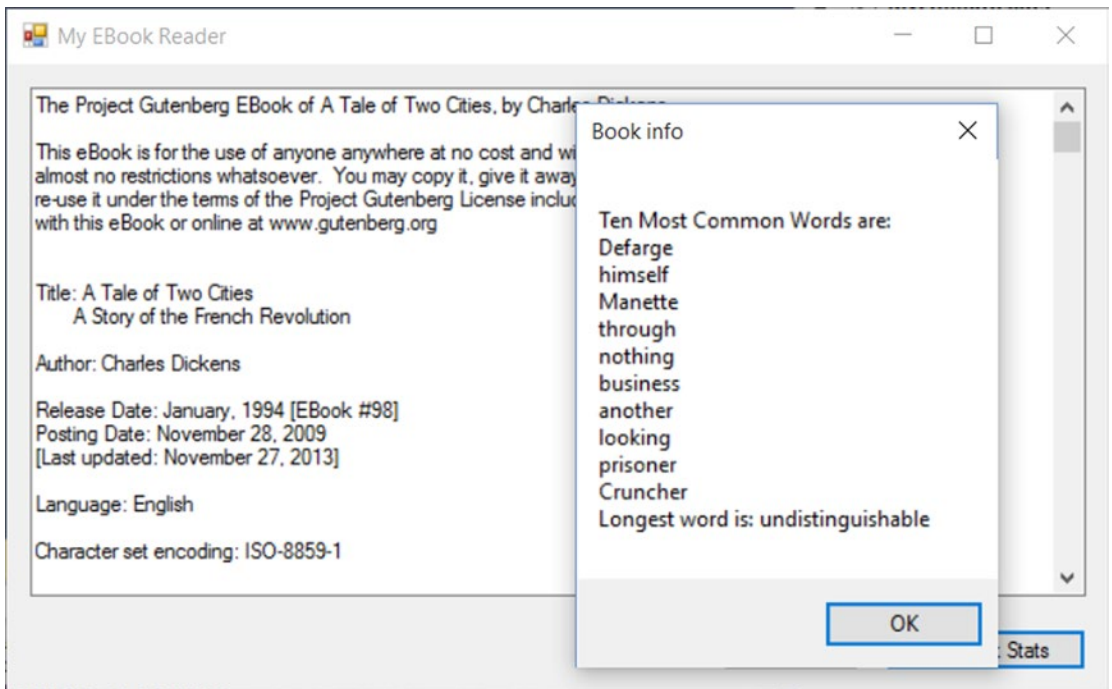 My EBook Reader
The Project Gutenberg EBook of A Tale of Two Cities, by Charles Dickens
This eBook is for the use of anyone anywhere at no cost and wi
almost no restrictions whatsoever. You may copy it, give it away
re-use it under the terms of the Project Gutenberg License includ
with this eBook or online at www.gutenberg.org
Title: A Tale of Two Cities
A Story of the French Revolution
Author: Charles Dickens
Release Date: January, 1994 [EBook #98]
Posting Date: November 28, 2009
[Last updated: November 27, 2013]
Language: English
Character set encoding: ISO-8859-1
Book info
Ten Most Common Words are:
Defarge
himself
Manette
through
nothing
business
another
looking
prisoner
Cruncher
Longest word is: undistinguishable
OK
Stats